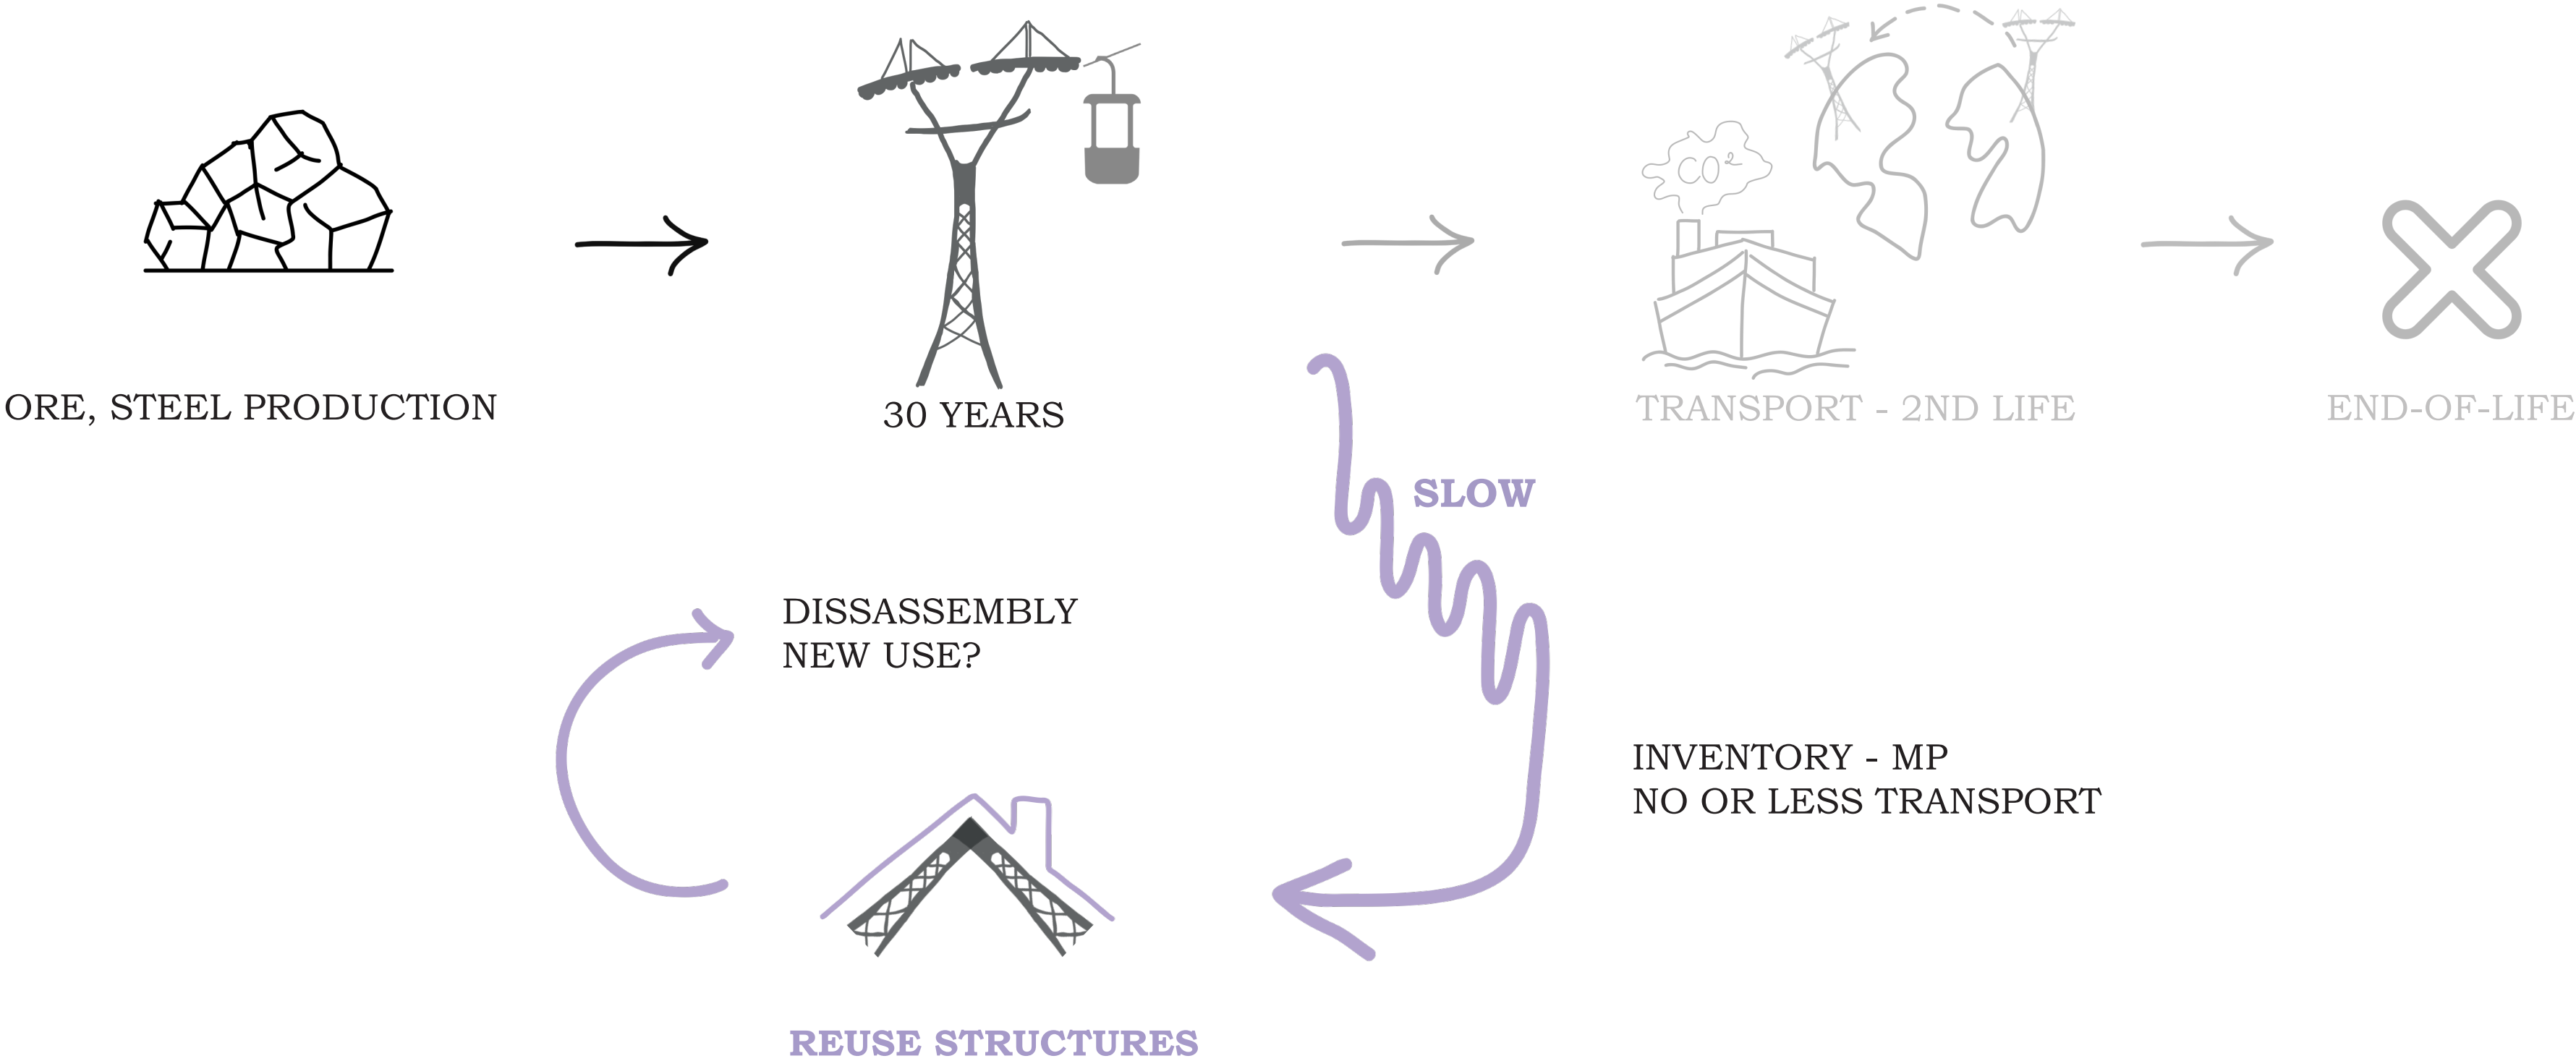 CO²
ORE, STEEL PRODUCTION
30 YEARS
TRANSPORT - 2ND LIFE
END-OF-LIFE
SLOW
DISSASSEMBLY
NEW USE?
INVENTORY - MP
NO OR LESS TRANSPORT
REUSE STRUCTURES